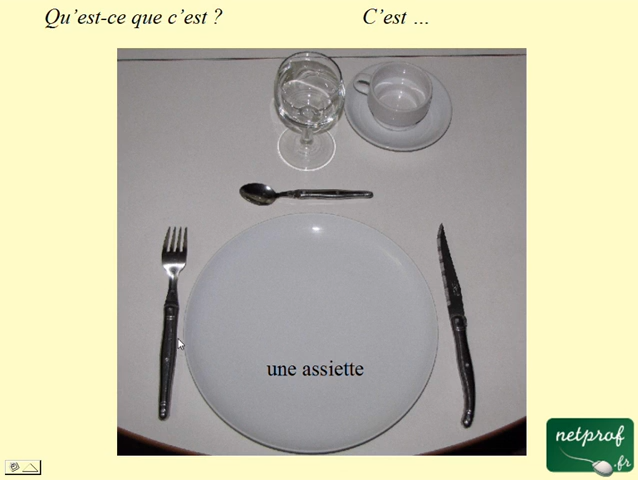 Qu'est-ce que c'est ?
C'est ...
une assiette
netprof
.fr